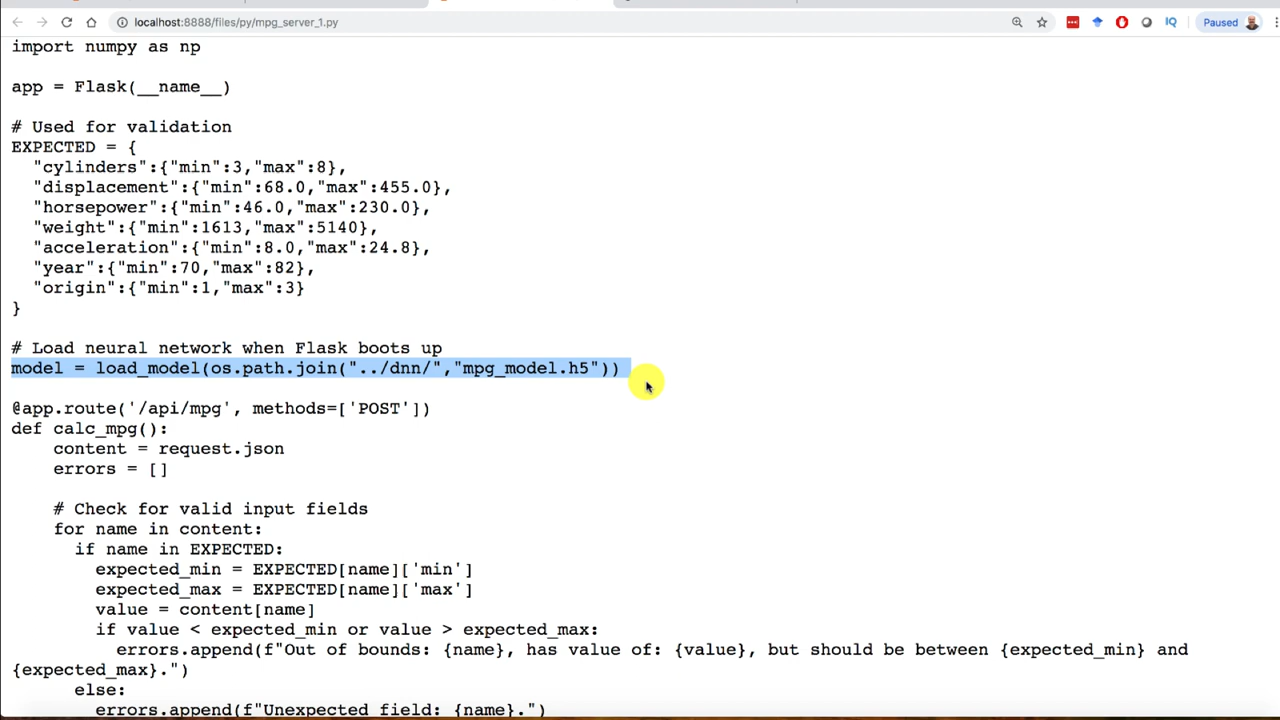 localhost:8888/files/py/mpg_server_1.py
IQ
Paused
import numpy as np
app = Flask(__name__)
# Used for validation
EXPECTED = {
"cylinders":{"min":3,"max":8},
"displacement":{"min":68.0,"max":455.0},
"horsepower":{"min":46.0,"max":230.0},
"weight":{"min":1613,"max":5140},
"acceleration":{"min":8.0,"max":24.8},
"year":{"min":70,"max":82},
"origin":{"min":1,"max":3}
}
# Load neural network when Flask boots up
model = load_model(os.path.join("../dnn/","mpg_model.h5"))
@app.route('/api/mpg', methods=['POST'])
def calc_mpg():
content = request.json
errors = []
# Check for valid input fields
for name in content:
if name in EXPECTED:
expected_min = EXPECTED[name]['min']
expected_max = EXPECTED[name]['max']
value = content[name]
if value < expected_min or value > expected_max:
errors.append(f"Out of bounds: {name}, has value of: {value}, but should be between {expected_min} and
{expected_max}.")
else:
errors.append(f"Unexpected field: {name}.")